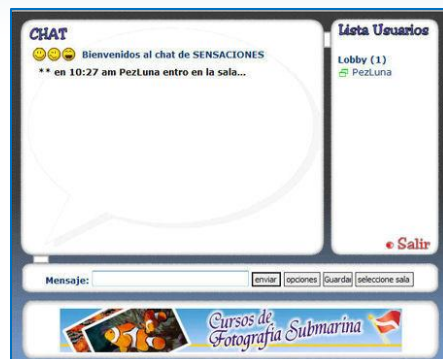 CHAT
Bienvenidos al chat de SENSACIONES
** en 10:27 am PezLuna entro en la sala...
Lista Usuarios
Lobby (1)
PezLuna
Salir
Mensaje:
enviar
opciones
Guardar
seleccione sala
Cursos de
Fotografía Submarina